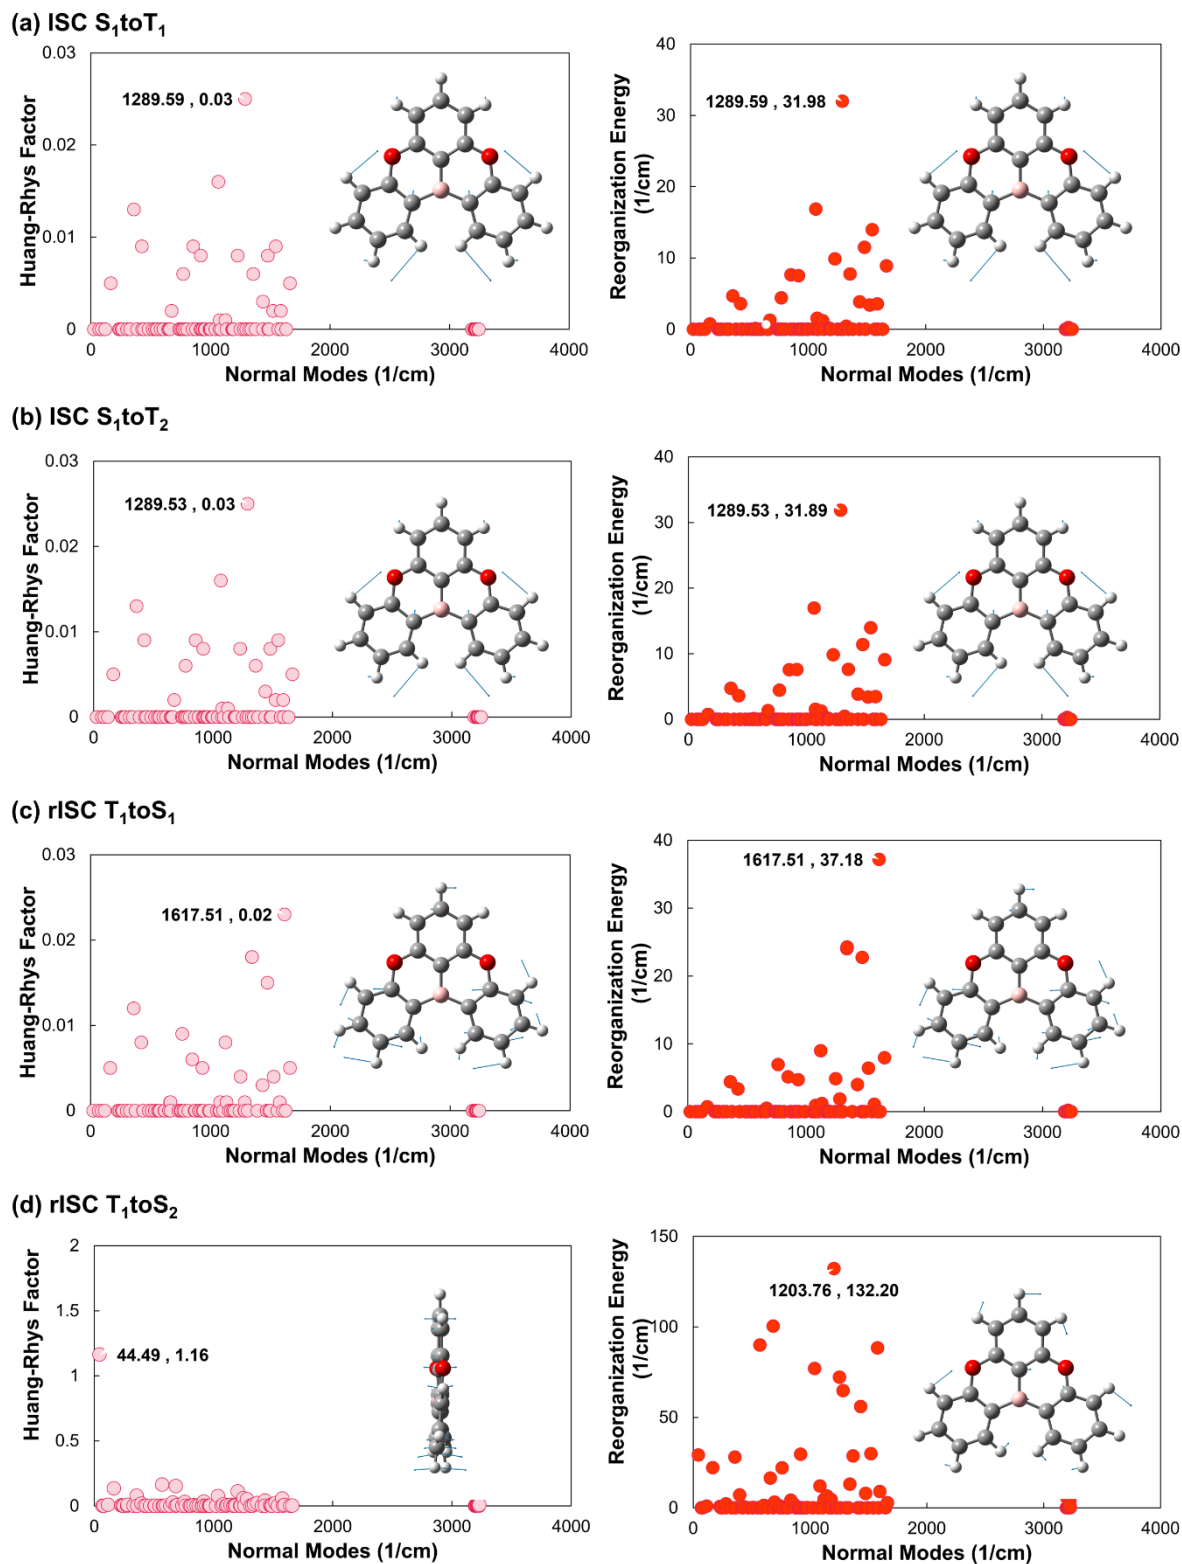 (a) ISC S1toT1
Huang-Rhys Factor
0.03
0.02
0.01
0
1289.59 , 0.03
0 1000 2000 3000 4000
Normal Modes (1/cm)
Reorganization Energy
(1/cm)
40
30
20
10
0
1289.59 , 31.98
0 1000 2000 3000 4000
Normal Modes (1/cm)
(b) ISC S1toT2
Huang-Rhys Factor
0.03
0.02
0.01
0
1289.53 , 0.03
0 1000 2000 3000 4000
Normal Modes (1/cm)
Reorganization Energy
(1/cm)
40
30
20
10
0
1289.53 , 31.89
0 1000 2000 3000 4000
Normal Modes (1/cm)
(c) rISC T1toS1
Huang-Rhys Factor
0.03
0.02
0.01
0
1617.51 , 0.02
0 1000 2000 3000 4000
Normal Modes (1/cm)
Reorganization Energy
(1/cm)
40
30
20
10
0
1617.51 , 37.18
0 1000 2000 3000 4000
Normal Modes (1/cm)
(d) rISC T1toS2
Huang-Rhys Factor
2
1.5
1
0.5
0
44.49 , 1.16
0 1000 2000 3000 4000
Normal Modes (1/cm)
Reorganization Energy
(1/cm)
150
100
50
0
1203.76 , 132.20
0 1000 2000 3000 4000
Normal Modes (1/cm)